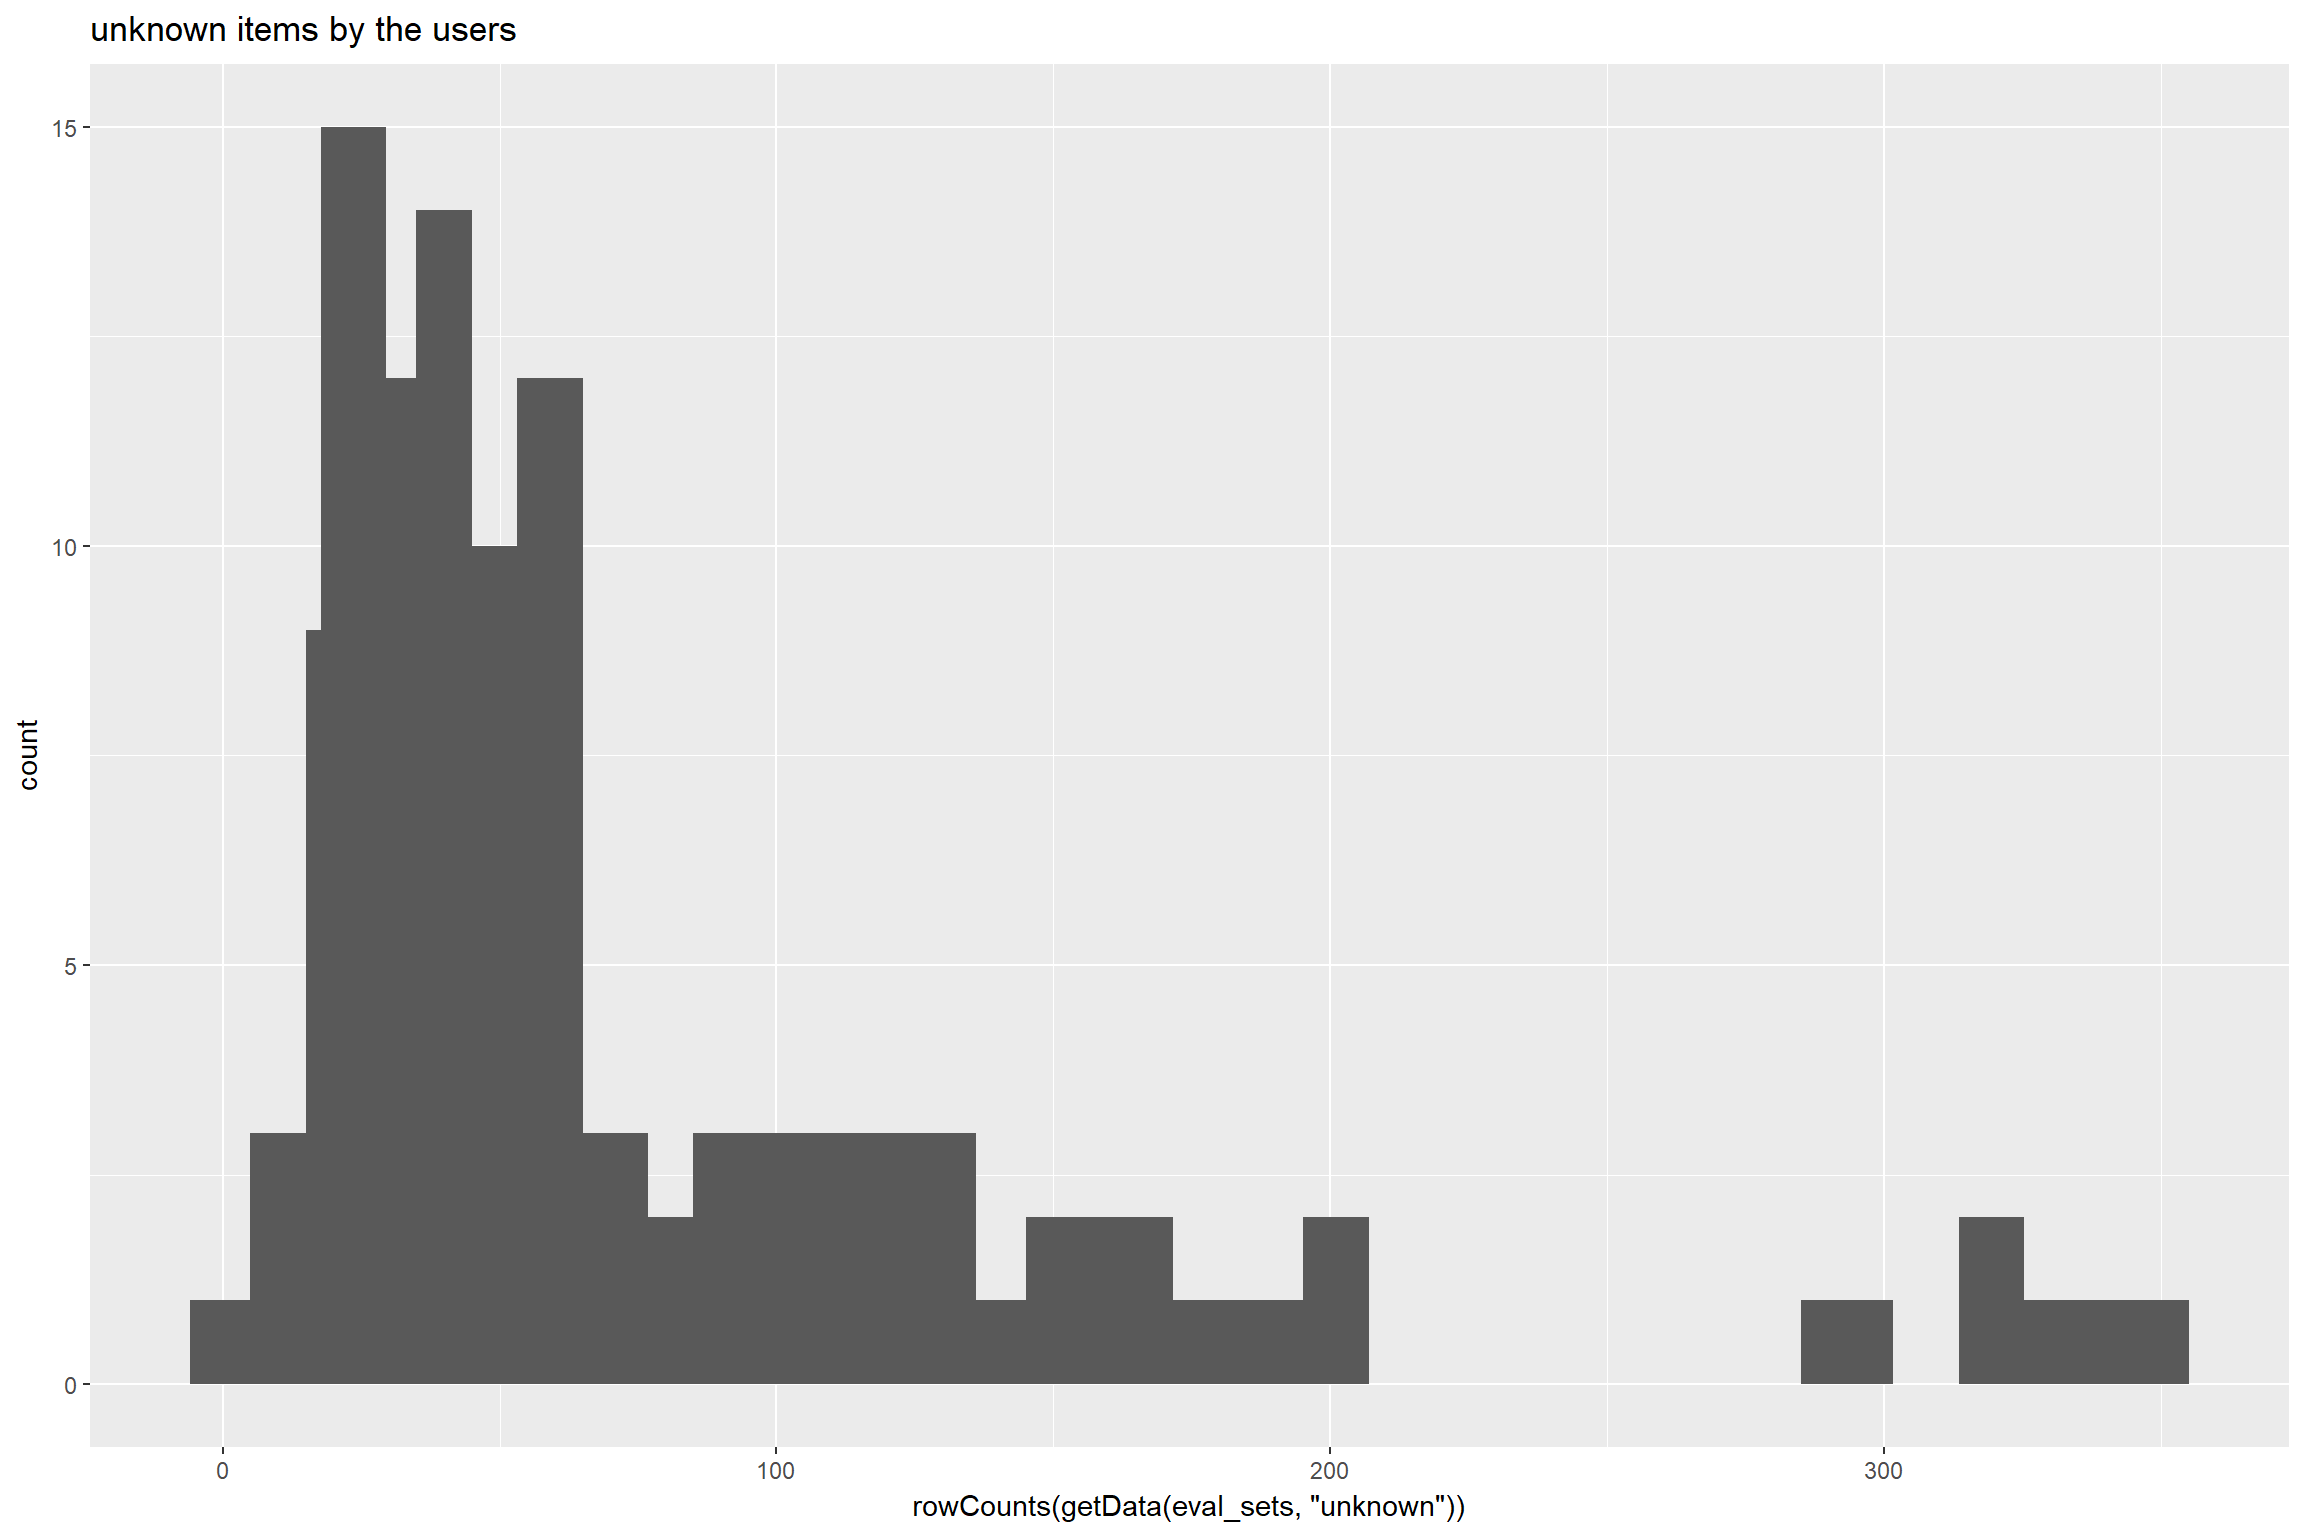 unknown items by the users
15
10
5
0
count
0 100 200 300
rowCounts(getData(eval_sets, "unknown"))